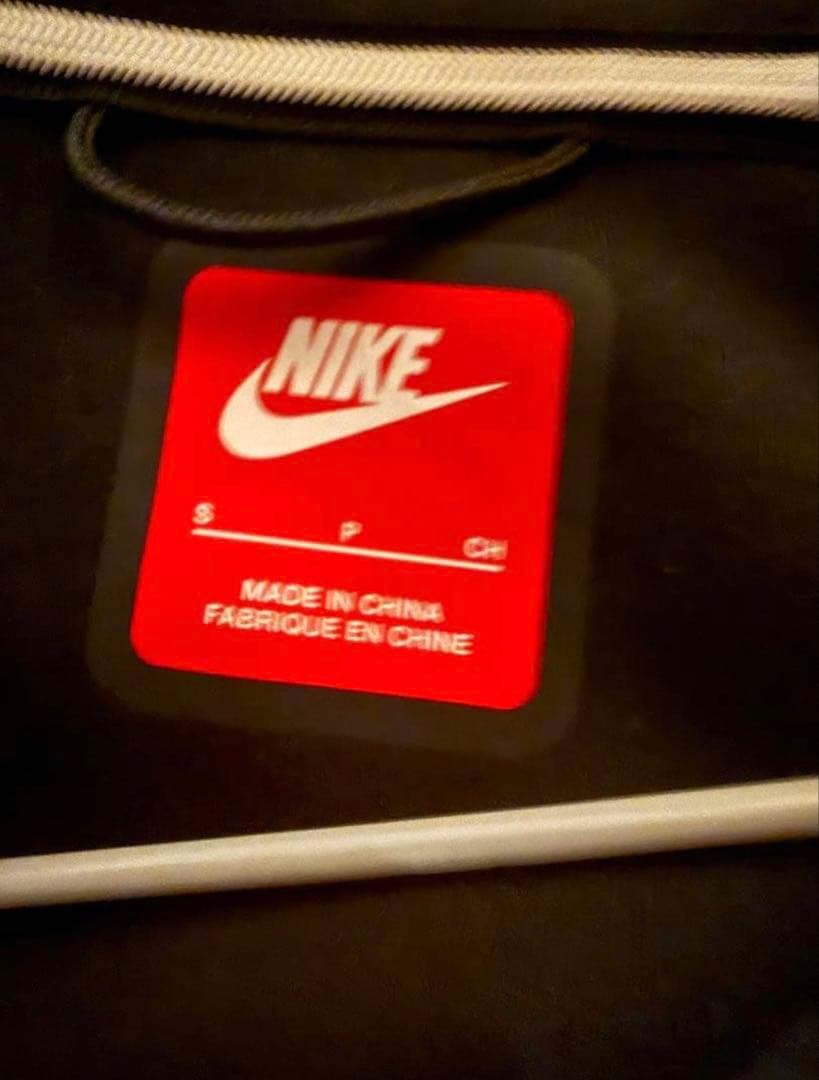 NIKE
S P CH
MADE IN CHINA
FABRIQUE EN CHINE